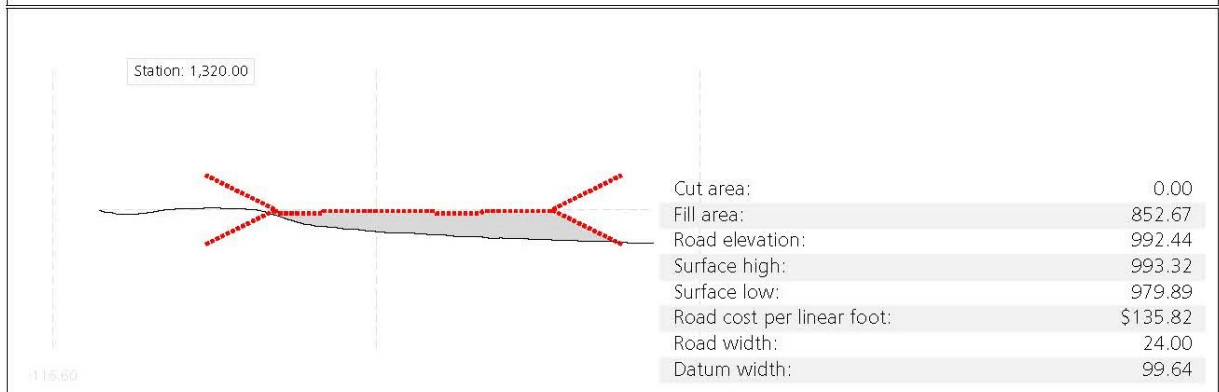 Station: 1,320.00
Cut area: 0.00
Fill area: 852.67
Road elevation: 992.44
Surface high: 993.32
Surface low: 979.89
Road cost per linear foot: $135.82
Road width: 24.00
Datum width: 99.64
-116.60